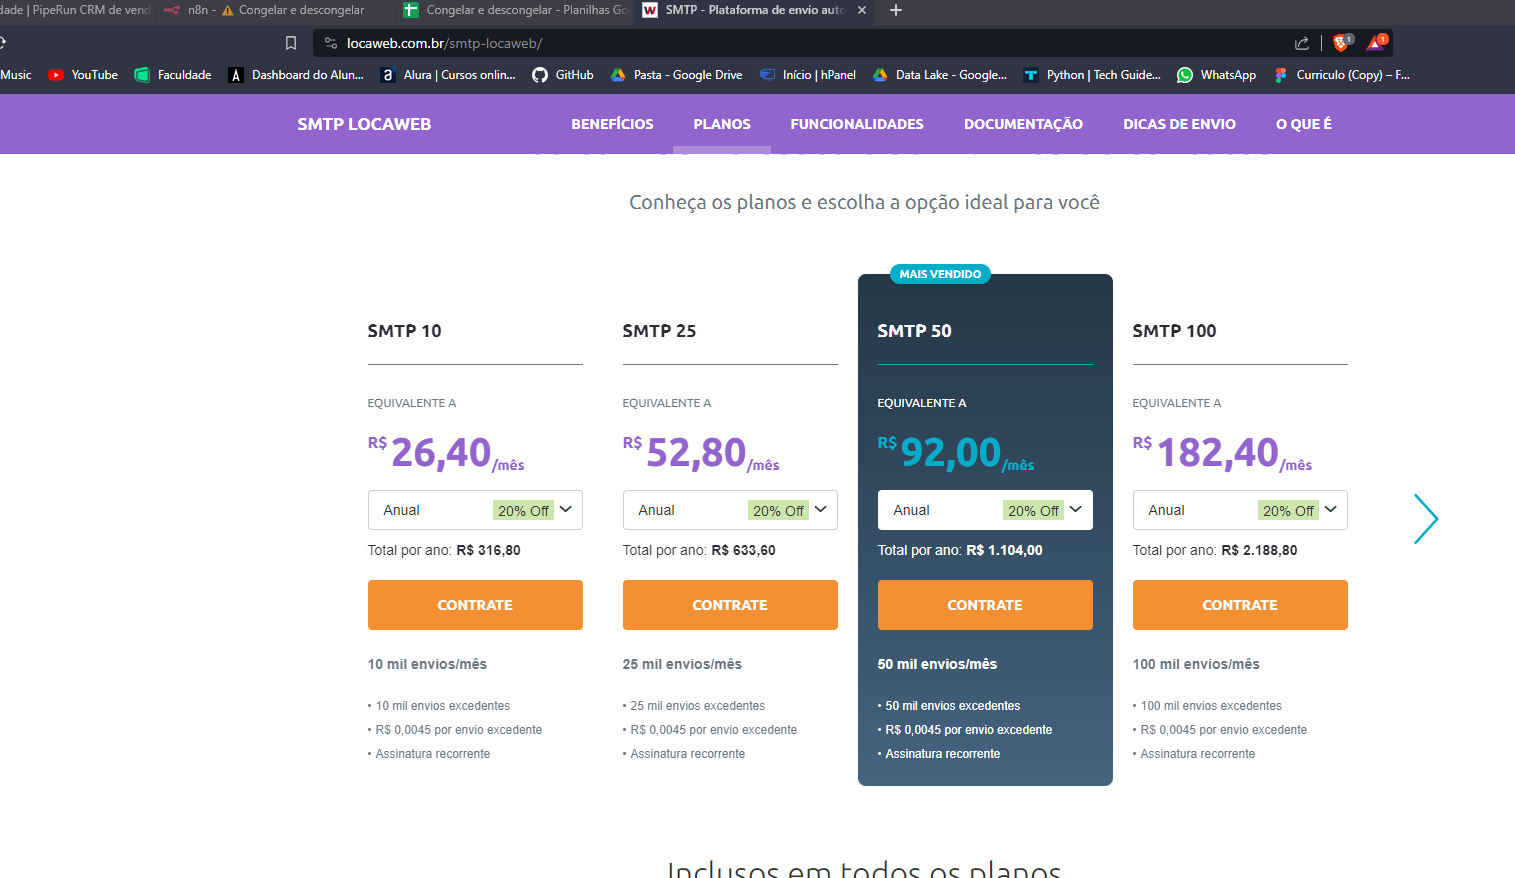 dade | PipeRun CRM de vend
n8n - ⚠ Congelar e descongelar
Congelar e descongelar - Planilhas Go
SMTP - Plataforma de envio auto
locaweb.com.br/smtp-locaweb/
1
1
Music
YouTube
Faculdade
Dashboard do Alun...
Alura | Cursos onlin...
GitHub
Pasta - Google Drive
Início | hPanel
Data Lake - Google...
Python | Tech Guide...
WhatsApp
Curriculo (Copy) – F...
SMTP LOCAWEB
BENEFÍCIOS
PLANOS
FUNCIONALIDADES
DOCUMENTAÇÃO
DICAS DE ENVIO
O QUE É
Conheça os planos e escolha a opção ideal para você
SMTP 10
EQUIVALENTE A
R$ 26,40/mês
Anual 20% Off
Total por ano: R$ 316,80
CONTRATE
10 mil envios/mês
• 10 mil envios excedentes
• R$ 0,0045 por envio excedente
• Assinatura recorrente
SMTP 25
EQUIVALENTE A
R$ 52,80/mês
Anual 20% Off
Total por ano: R$ 633,60
CONTRATE
25 mil envios/mês
• 25 mil envios excedentes
• R$ 0,0045 por envio excedente
• Assinatura recorrente
MAIS VENDIDO
SMTP 50
EQUIVALENTE A
R$ 92,00/mês
Anual 20% Off
Total por ano: R$ 1.104,00
CONTRATE
50 mil envios/mês
• 50 mil envios excedentes
• R$ 0,0045 por envio excedente
• Assinatura recorrente
SMTP 100
EQUIVALENTE A
R$ 182,40/mês
Anual 20% Off
Total por ano: R$ 2.188,80
CONTRATE
100 mil envios/mês
• 100 mil envios excedentes
• R$ 0,0045 por envio excedente
• Assinatura recorrente
Inclusos em todos os planos